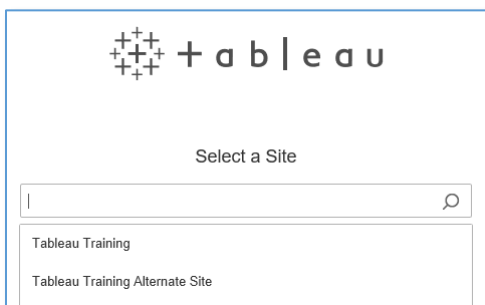 + a b l e a u
Select a Site
Tableau Training
Tableau Training Alternate Site